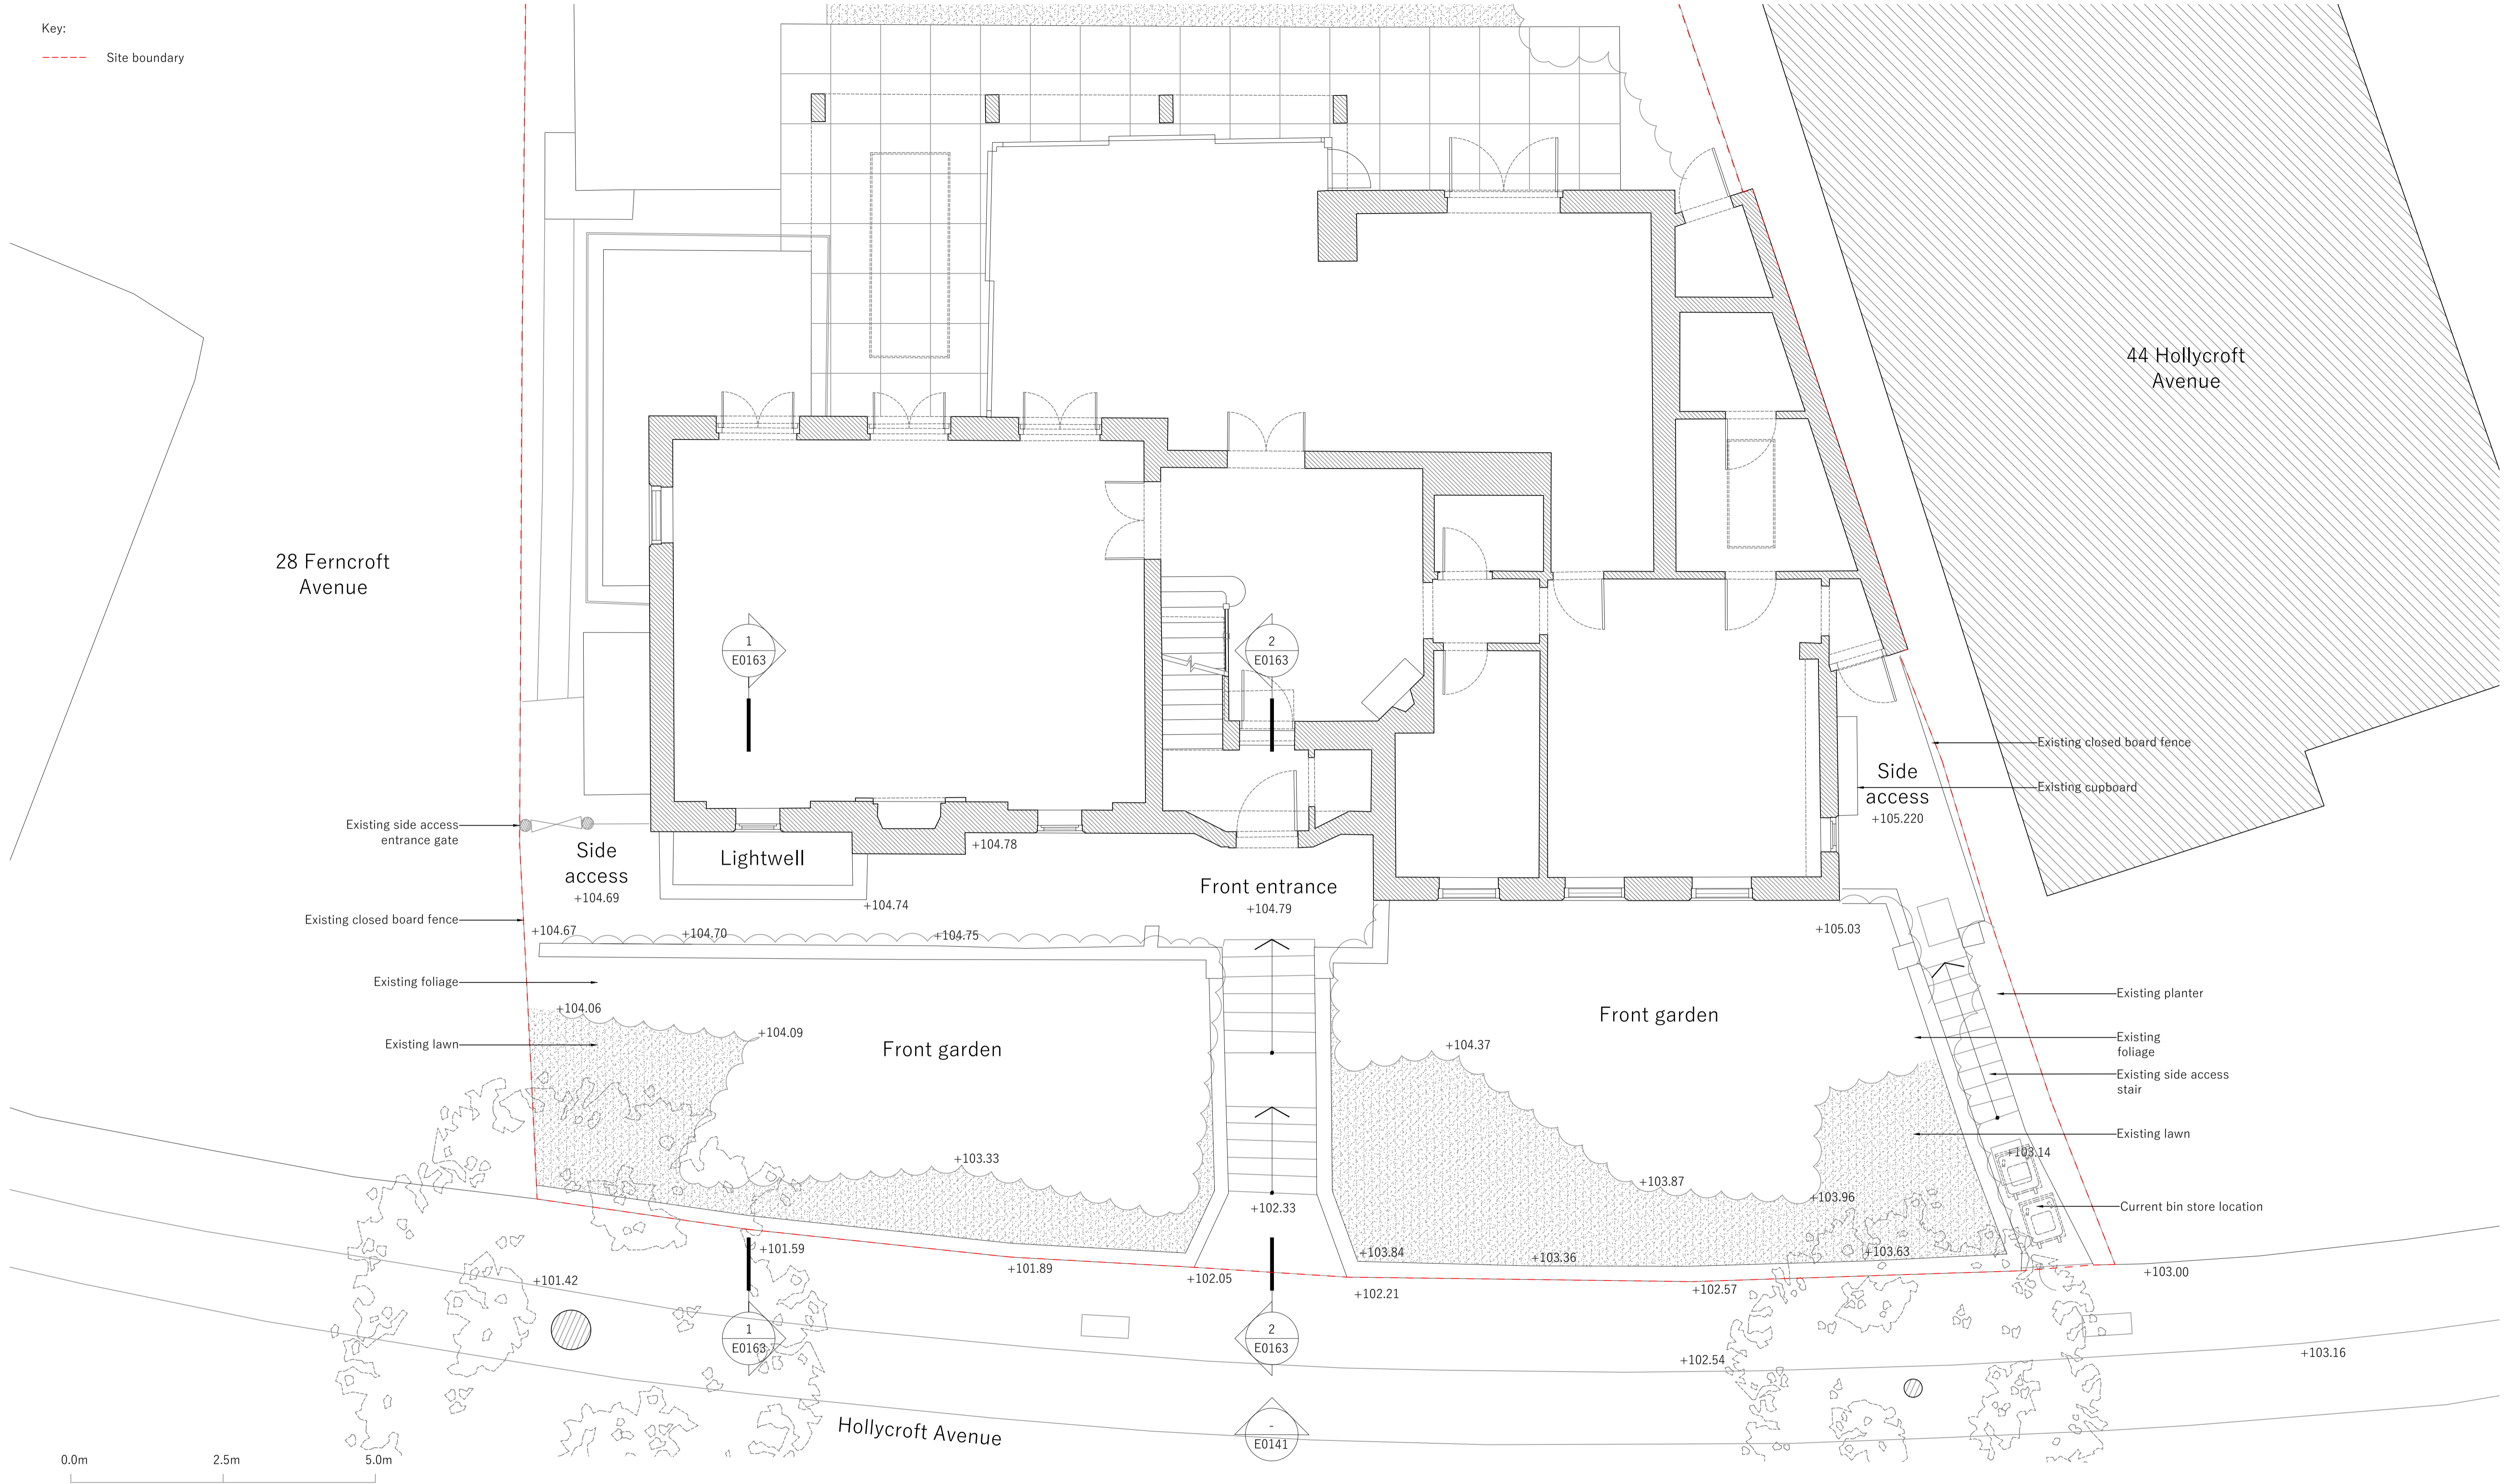 Key:
Site boundary
44 Hollycroft
Avenue
28 Ferncroft
Avenue
1
E0163
2
E0163
Existing closed board fence
Side
access
+105.220
Existing cupboard
Existing side access
entrance gate
Side
access
+104.69
Lightwell
+104.78
Front entrance
+104.79
+104.74
Existing closed board fence
+104.67
+104.70
+104.75
+105.03
Existing foliage
Existing planter
+104.06
+104.09
Front garden
Front garden
Existing lawn
+104.37
Existing
foliage
Existing side access
stair
Existing lawn
+103.14
+103.33
+103.87
+103.96
Current bin store location
+102.33
+101.59
+103.84
+103.36
+103.63
+101.42
+101.89
+102.05
+102.21
+102.57
+103.00
1
E0163
2
E0163
+102.54
+103.16
Hollycroft Avenue
-
E0141
0.0m
2.5m
5.0m